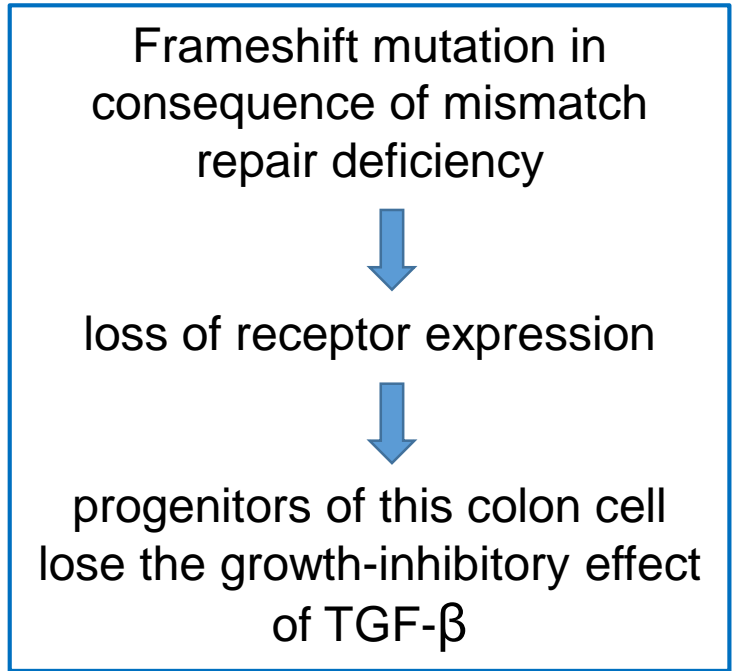 Frameshift mutation in
consequence of mismatch
repair deficiency
loss of receptor expression
progenitors of this colon cell
lose the growth-inhibitory effect
of TGF-β